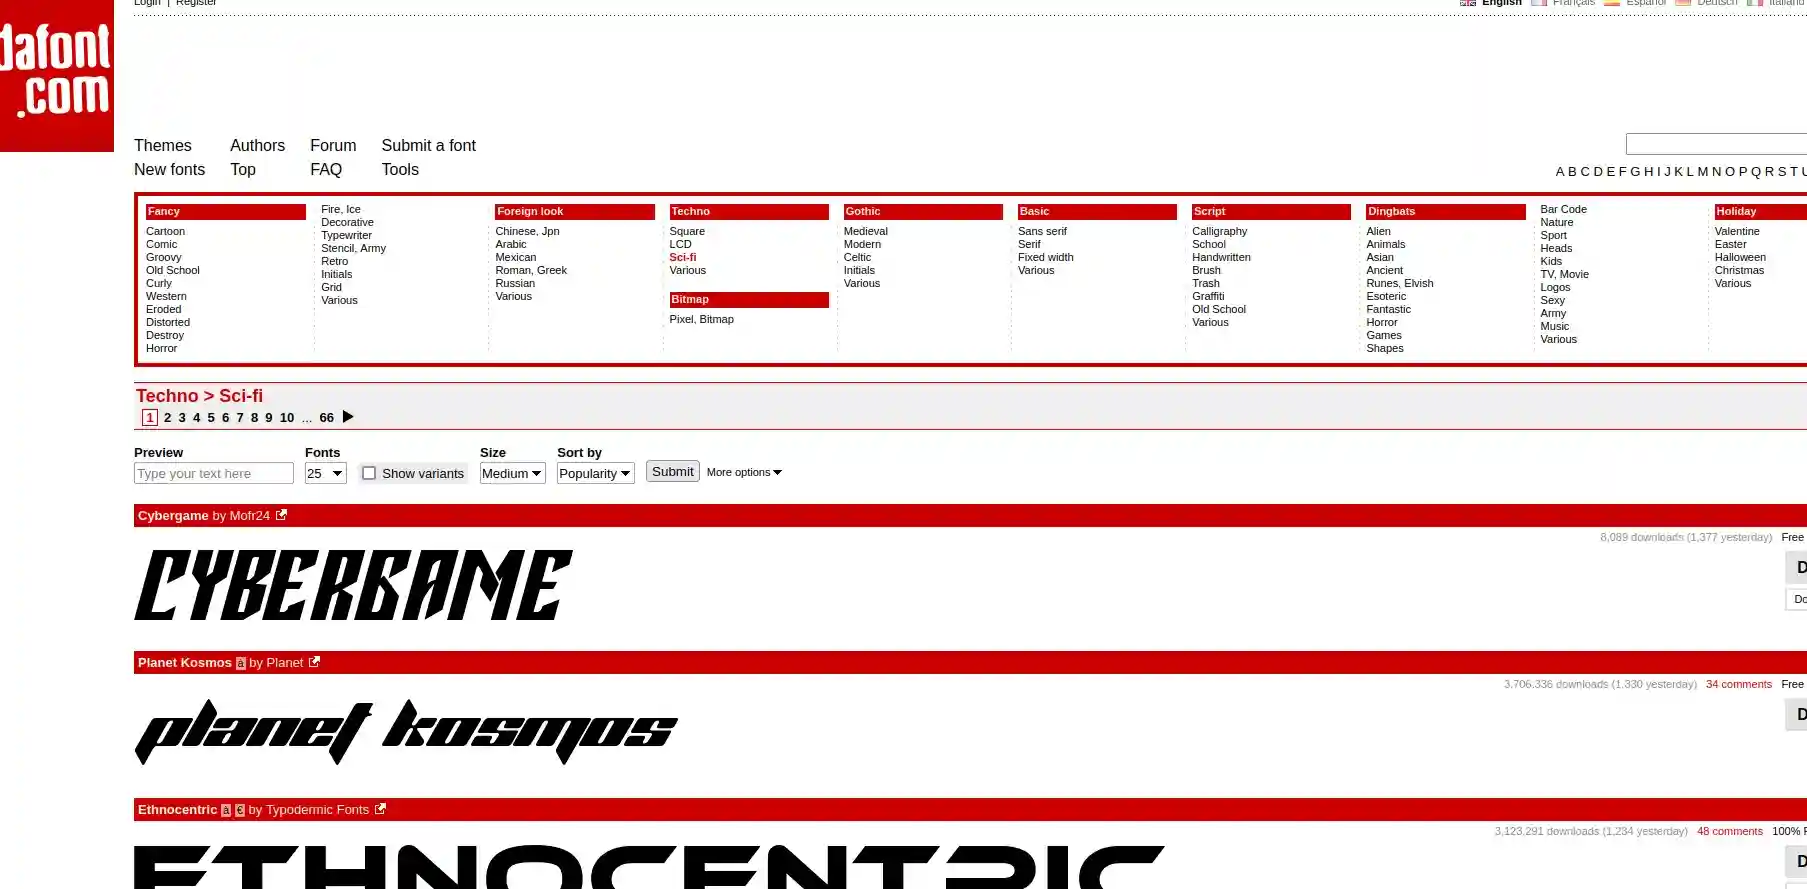 Login | Register
English Français Español Deutsch Italiano
dafont
.com
Themes Authors Forum Submit a font
New fonts Top FAQ Tools
A B C D E F G H I J K L M N O P Q R S T U
Fancy
Cartoon
Comic
Groovy
Old School
Curly
Western
Eroded
Distorted
Destroy
Horror
Fire, Ice
Decorative
Typewriter
Stencil, Army
Retro
Initials
Grid
Various
Foreign look
Chinese, Jpn
Arabic
Mexican
Roman, Greek
Russian
Various
Techno
Square
LCD
Sci-fi
Various
Bitmap
Pixel, Bitmap
Gothic
Medieval
Modern
Celtic
Initials
Various
Basic
Sans serif
Serif
Fixed width
Various
Script
Calligraphy
School
Handwritten
Brush
Trash
Graffiti
Old School
Various
Dingbats
Alien
Animals
Asian
Ancient
Runes, Elvish
Esoteric
Fantastic
Horror
Games
Shapes
Bar Code
Nature
Sport
Heads
Kids
TV, Movie
Logos
Sexy
Army
Music
Various
Holiday
Valentine
Easter
Halloween
Christmas
Various
Techno > Sci-fi
1 2 3 4 5 6 7 8 9 10 ... 66
Preview Fonts Size Sort by
Type your text here 25 Show variants Medium Popularity Submit More options
Cybergame by Mofr24
8,089 downloads (1,377 yesterday) Free
CYBERGAME
D
Do
Planet Kosmos à by Planet
3,706,336 downloads (1,330 yesterday) 34 comments Free
planet kosmos
D
Ethnocentric à € by Typodermic Fonts
3,123,291 downloads (1,234 yesterday) 48 comments 100% F
ETHNOCENTRIC
D